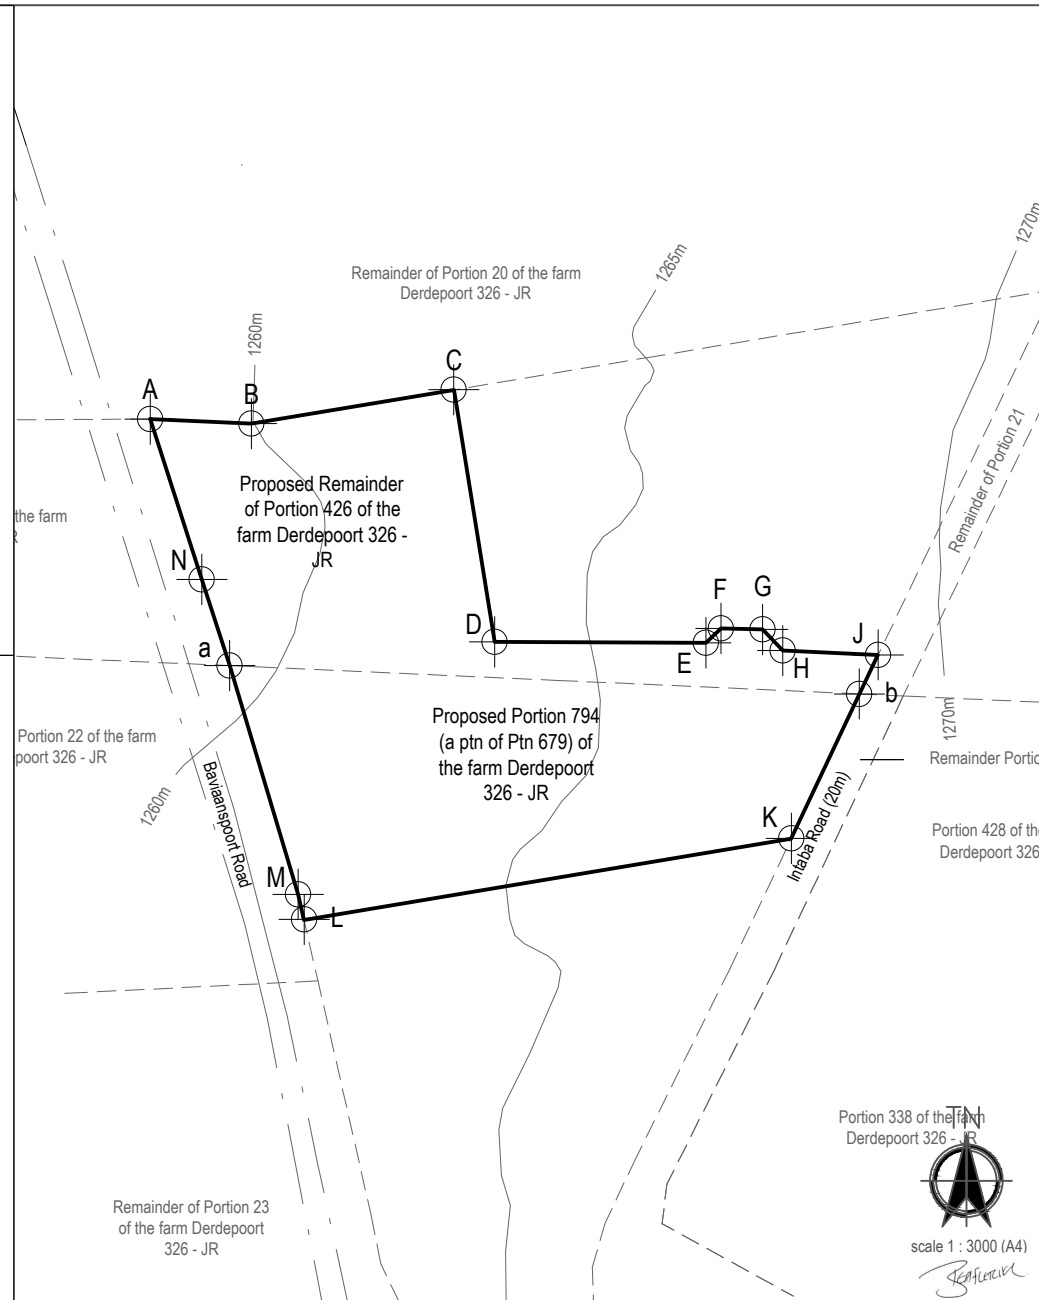 1270m
1265m
Remainder of Portion 20 of the farm
Derdepoort 326 - JR
1260m
C
A
B
Remainder of Portion 21
Proposed Remainder
of Portion 426 of the
farm Derdepoort 326 -
JR
the farm
R
N
F
G
D
E
H
J
a
b
Proposed Portion 794
(a ptn of Ptn 679) of
the farm Derdepoort
326 - JR
1270m
Portion 22 of the farm
poort 326 - JR
Remainder Portio
1260m
Baviaanspoort Road
Intaba Road (20m)
K
Portion 428 of the
Derdepoort 326
M
L
Portion 338 of the farm
Derdepoort 326 - JR
TN
Remainder of Portion 23
of the farm Derdepoort
326 - JR
scale 1 : 3000 (A4)